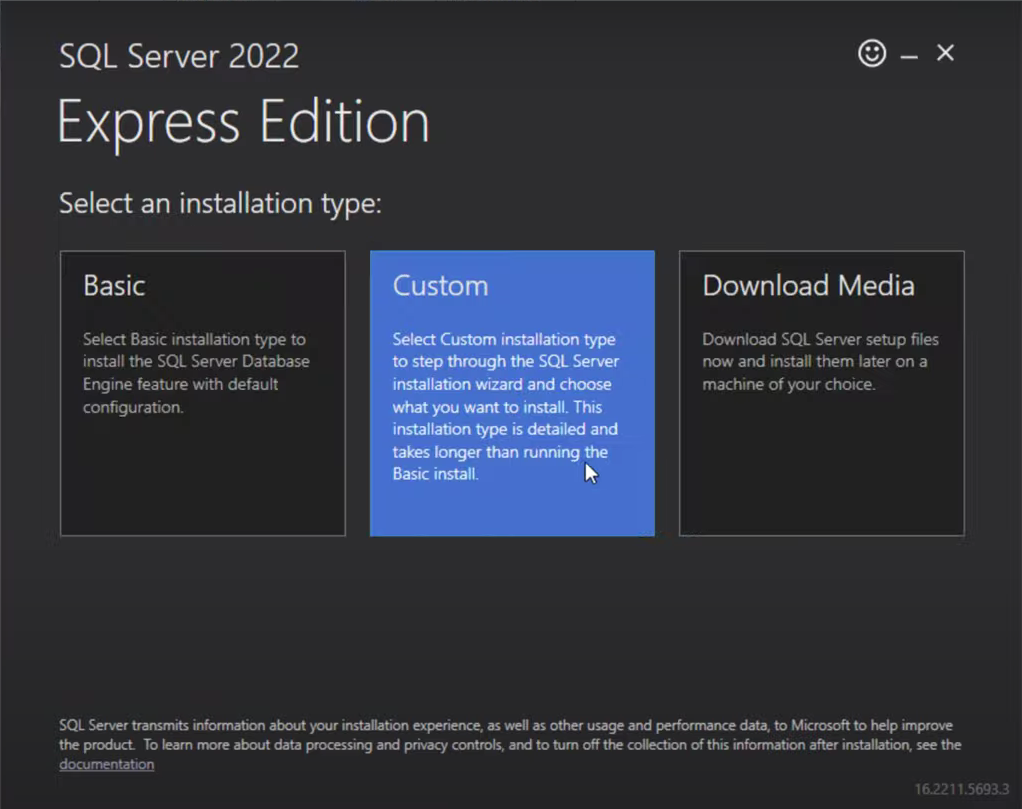 SQL Server 2022
Express Edition
Select an installation type:
Basic
Select Basic installation type to
install the SQL Server Database
Engine feature with default
configuration.
Custom
Select Custom installation type
to step through the SQL Server
installation wizard and choose
what you want to install. This
installation type is detailed and
takes longer than running the
Basic install.
Download Media
Download SQL Server setup files
now and install them later on a
machine of your choice.
SQL Server transmits information about your installation experience, as well as other usage and performance data, to Microsoft to help improve
the product.  To learn more about data processing and privacy controls, and to turn off the collection of this information after installation, see the
documentation
16.2211.5693.3